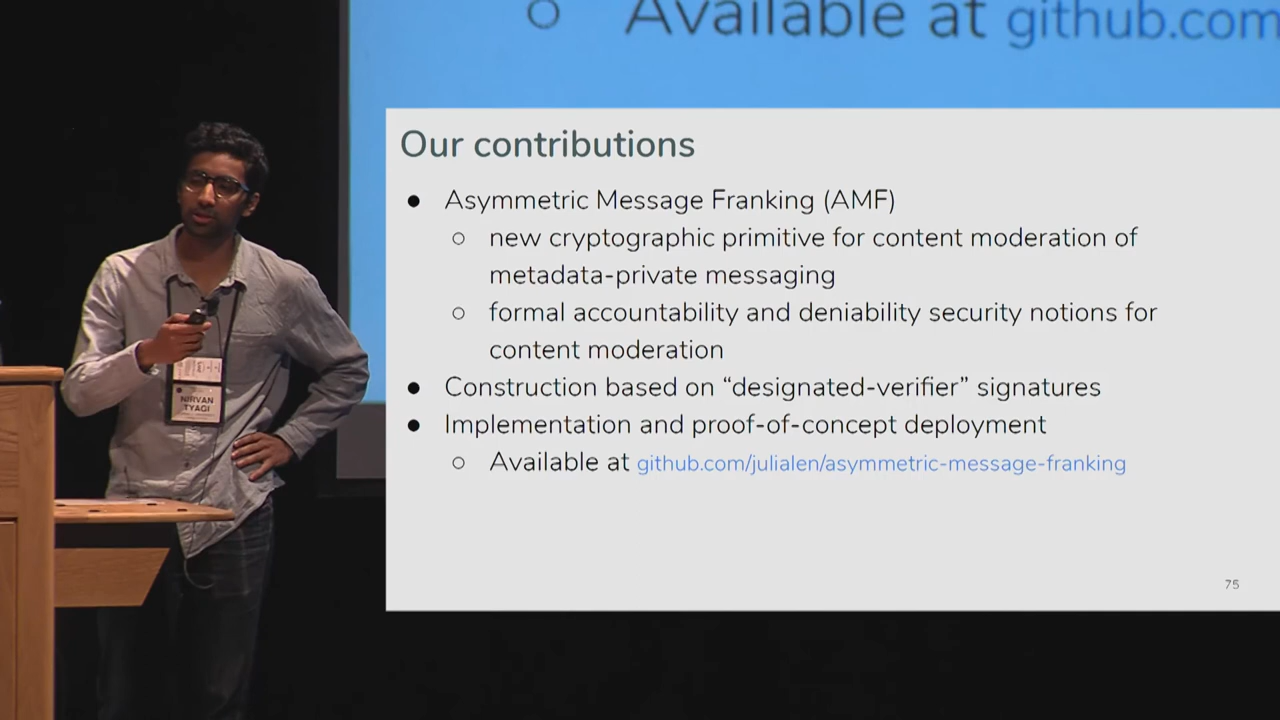 ○ Available at github.com
Our contributions
● Asymmetric Message Franking (AMF)
○ new cryptographic primitive for content moderation of
metadata-private messaging
○ formal accountability and deniability security notions for
content moderation
● Construction based on “designated-verifier” signatures
● Implementation and proof-of-concept deployment
○ Available at github.com/julialen/asymmetric-message-franking
75
NIRVAN
TYAGI